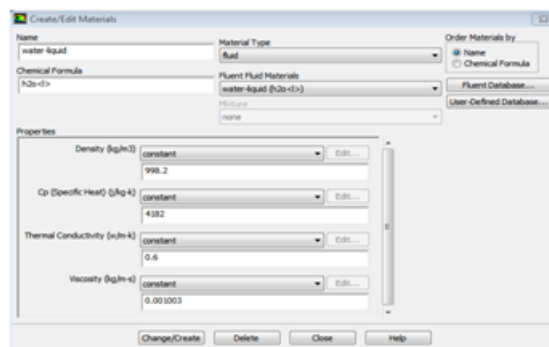 Create/Edit Materials
Name
water-liquid
Material Type
fluid
Order Materials by
Name
Chemical Formula
Chemical Formula
h2o<l>
Fluent Fluid Materials
water-liquid (h2o<l>)
Mixture
none
Fluent Database...
User-Defined Database...
Properties
Density (kg/m3) constant Edit...
998.2
Cp (Specific Heat) (j/kg-k) constant Edit...
4182
Thermal Conductivity (w/m-k) constant Edit...
0.6
Viscosity (kg/m-s) constant Edit...
0.001003
Change/Create Delete Close Help